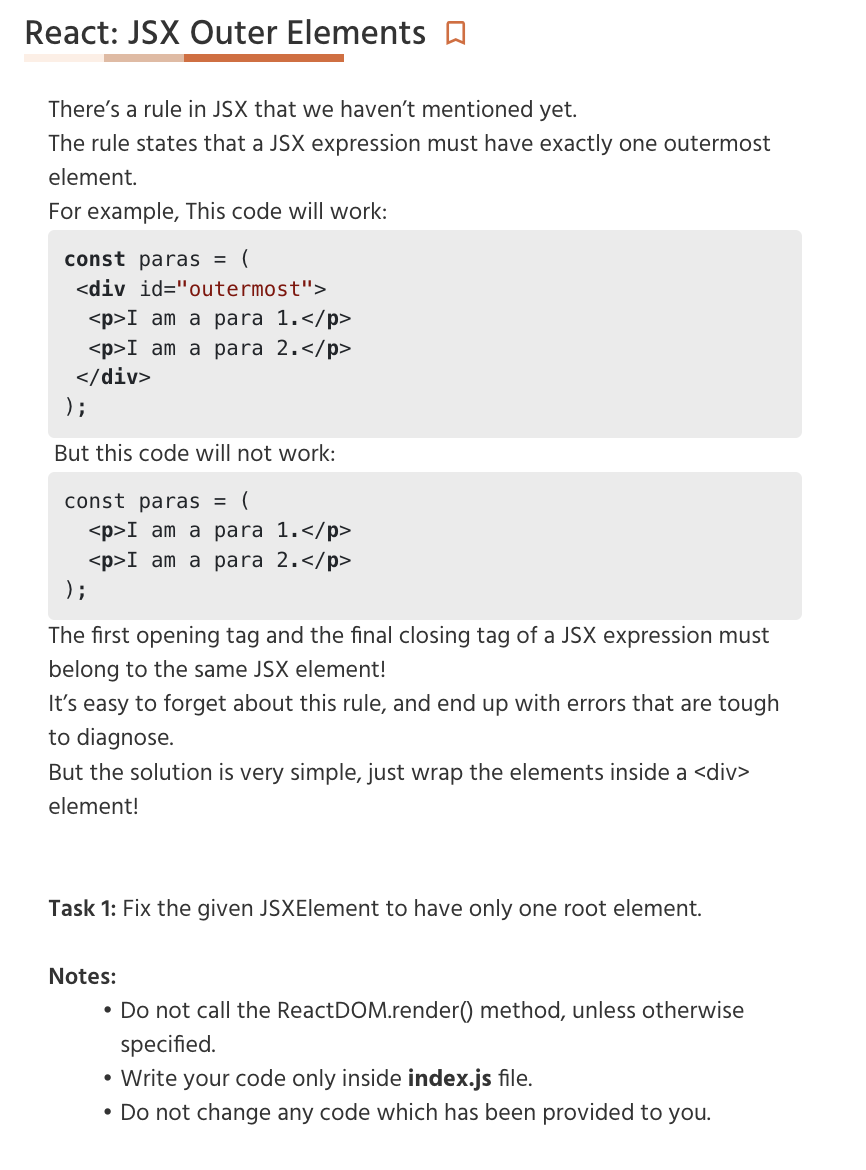 React: JSX Outer Elements
There’s a rule in JSX that we haven’t mentioned yet.
The rule states that a JSX expression must have exactly one outermost
element.
For example, This code will work:
const paras = (
 <div id="outermost">
  <p>I am a para 1.</p>
  <p>I am a para 2.</p>
 </div>
);
But this code will not work:
const paras = (
  <p>I am a para 1.</p>
  <p>I am a para 2.</p>
);
The first opening tag and the final closing tag of a JSX expression must
belong to the same JSX element!
It’s easy to forget about this rule, and end up with errors that are tough
to diagnose.
But the solution is very simple, just wrap the elements inside a <div>
element!
Task 1: Fix the given JSXElement to have only one root element.
Notes:
• Do not call the ReactDOM.render() method, unless otherwise
specified.
• Write your code only inside index.js file.
• Do not change any code which has been provided to you.